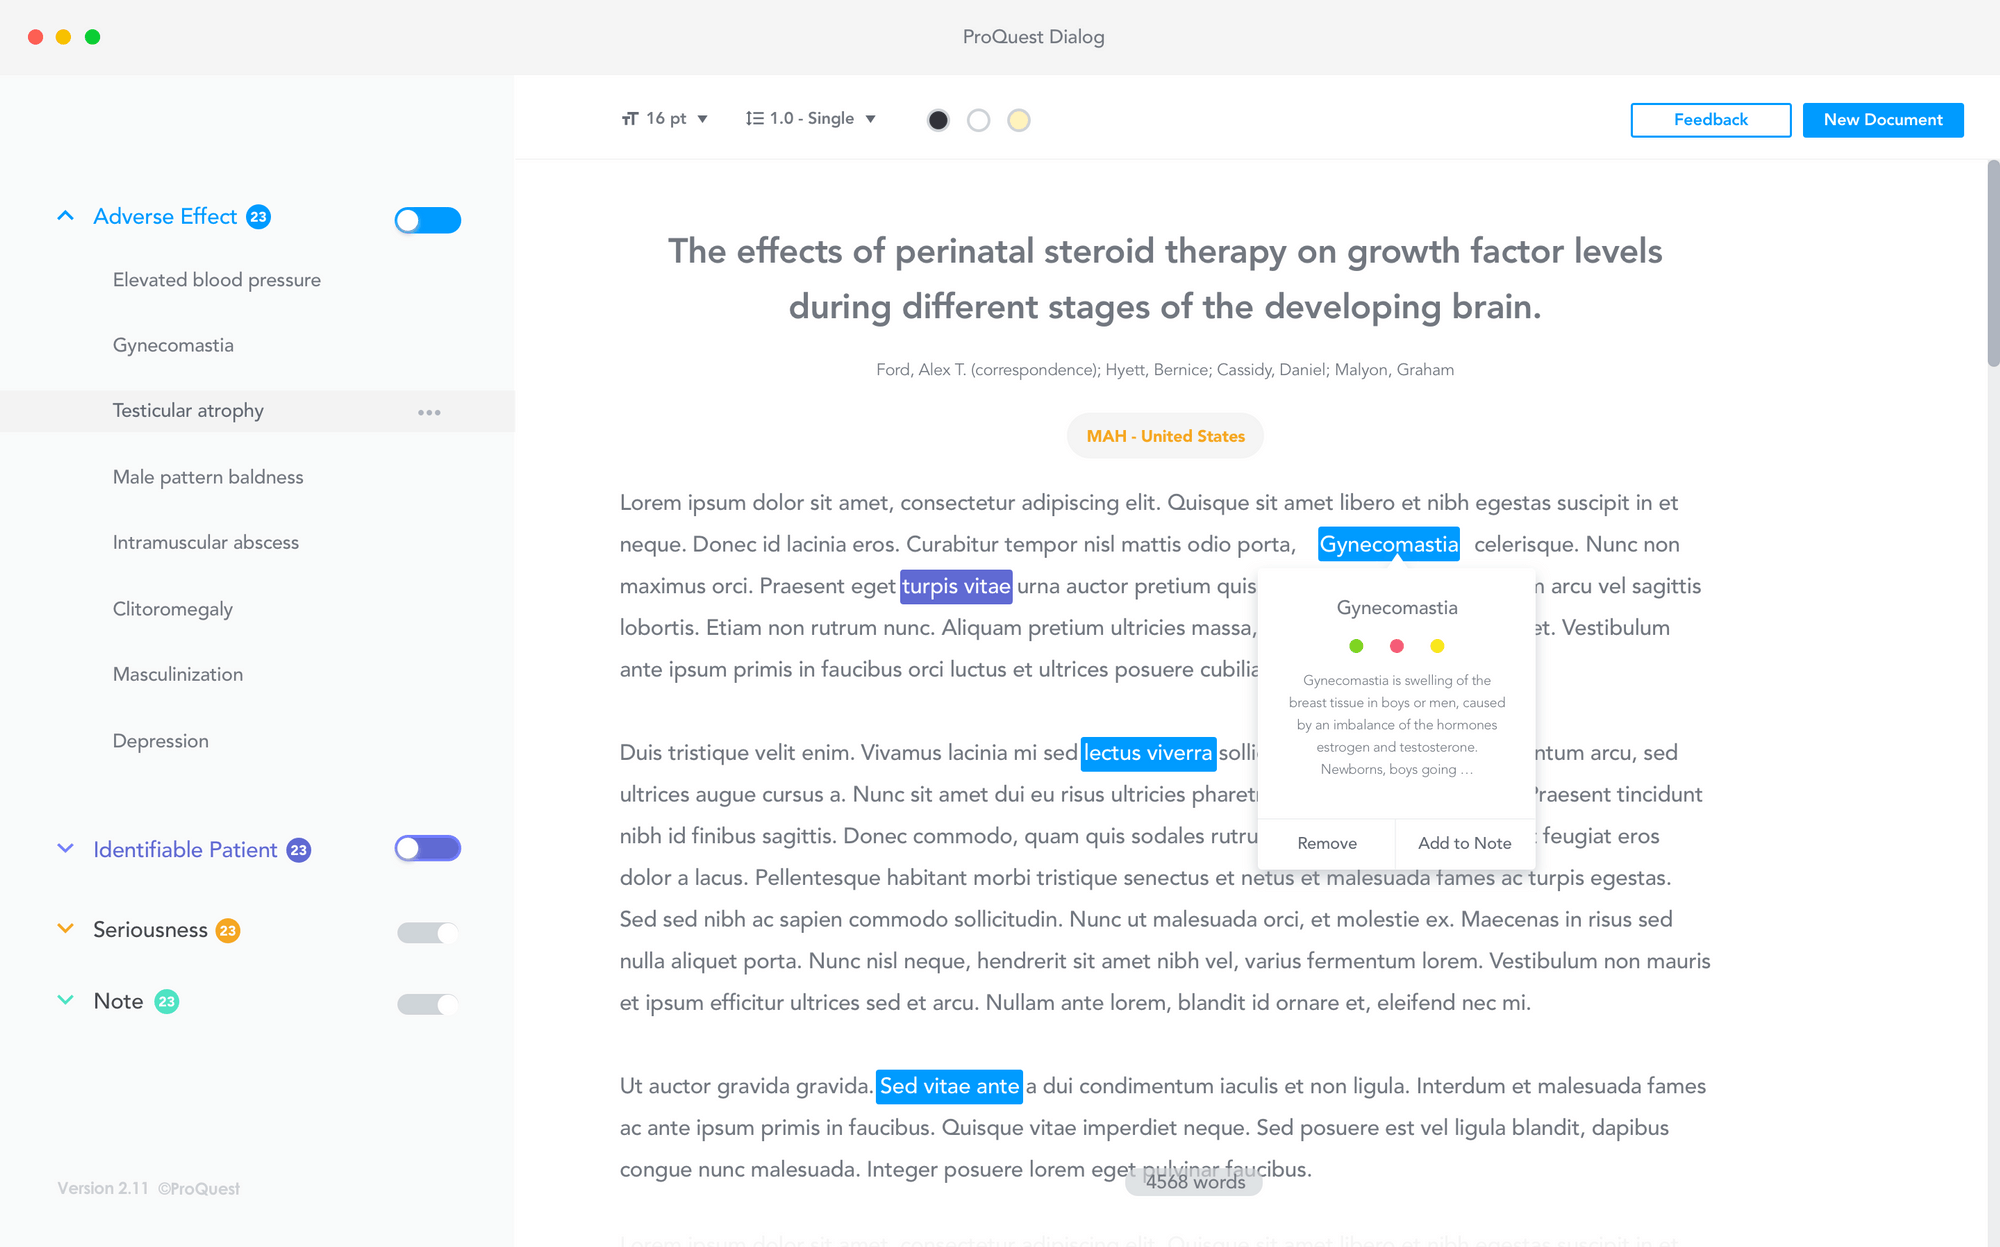 ProQuest Dialog
16 pt
1.0 - Single
Feedback
New Document
Adverse Effect 23
Elevated blood pressure
Gynecomastia
Testicular atrophy
Male pattern baldness
Intramuscular abscess
Clitoromegaly
Masculinization
Depression
Identifiable Patient 23
Seriousness 23
Note 23
Version 2.11 ©ProQuest
The effects of perinatal steroid therapy on growth factor levels
during different stages of the developing brain.
Ford, Alex T. (correspondence); Hyett, Bernice; Cassidy, Daniel; Malyon, Graham
MAH - United States
Lorem ipsum dolor sit amet, consectetur adipiscing elit. Quisque sit amet libero et nibh egestas suscipit in et
neque. Donec id lacinia eros. Curabitur tempor nisl mattis odio porta, Gynecomastia celerisque. Nunc non
maximus orci. Praesent eget turpis vitae urna auctor pretium quis arcu vel sagittis
lobortis. Etiam non rutrum nunc. Aliquam pretium ultricies massa, et. Vestibulum
ante ipsum primis in faucibus orci luctus et ultrices posuere cubilia
Duis tristique velit enim. Vivamus lacinia mi sed lectus viverra solli ntum arcu, sed
ultrices augue cursus a. Nunc sit amet dui eu risus ultricies pharet Praesent tincidunt
nibh id finibus sagittis. Donec commodo, quam quis sodales rutru feugiat eros
dolor a lacus. Pellentesque habitant morbi tristique senectus et netus et malesuada fames ac turpis egestas.
Sed sed nibh ac sapien commodo sollicitudin. Nunc ut malesuada orci, et molestie ex. Maecenas in risus sed
nulla aliquet porta. Nunc nisl neque, hendrerit sit amet nibh vel, varius fermentum lorem. Vestibulum non mauris
et ipsum efficitur ultrices sed et arcu. Nullam ante lorem, blandit id ornare et, eleifend nec mi.
Ut auctor gravida gravida. Sed vitae ante a dui condimentum iaculis et non ligula. Interdum et malesuada fames
ac ante ipsum primis in faucibus. Quisque vitae imperdiet neque. Sed posuere est vel ligula blandit, dapibus
congue nunc malesuada. Integer posuere lorem eget pulvinar faucibus.
4568 words
Lorem ipsum dolor sit amet, consectetur adipiscing elit. Quisque sit amet libero et nibh egestas suscipit in et
Gynecomastia
Gynecomastia is swelling of the
breast tissue in boys or men, caused
by an imbalance of the hormones
estrogen and testosterone.
Newborns, boys going ...
Remove
Add to Note